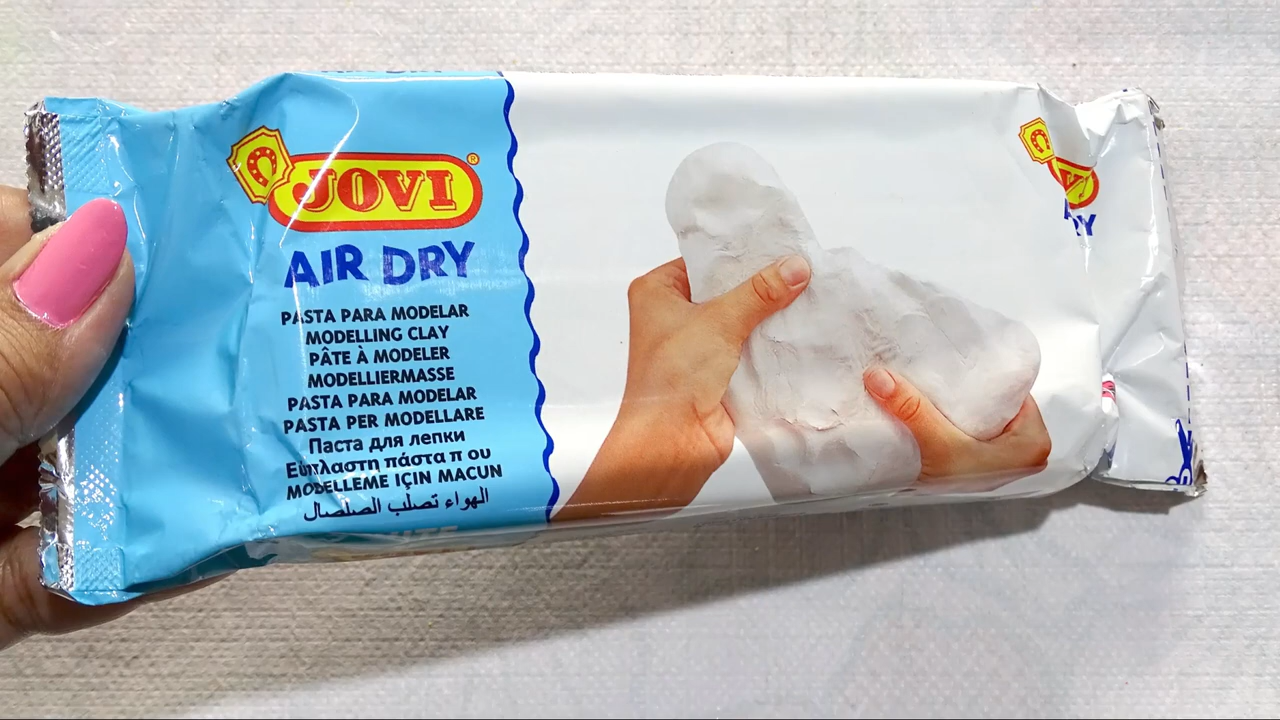 JOVI®
AIR DRY
PASTA PARA MODELAR
MODELLING CLAY
PÂTE À MODELER
MODELLIERMASSE
PASTA PARA MODELAR
PASTA PER MODELLARE
Паста для лепки
Εύπλαστη πάστα π ου
MODELLEME IÇIN MACUN
الهواء تصلب الصلصال